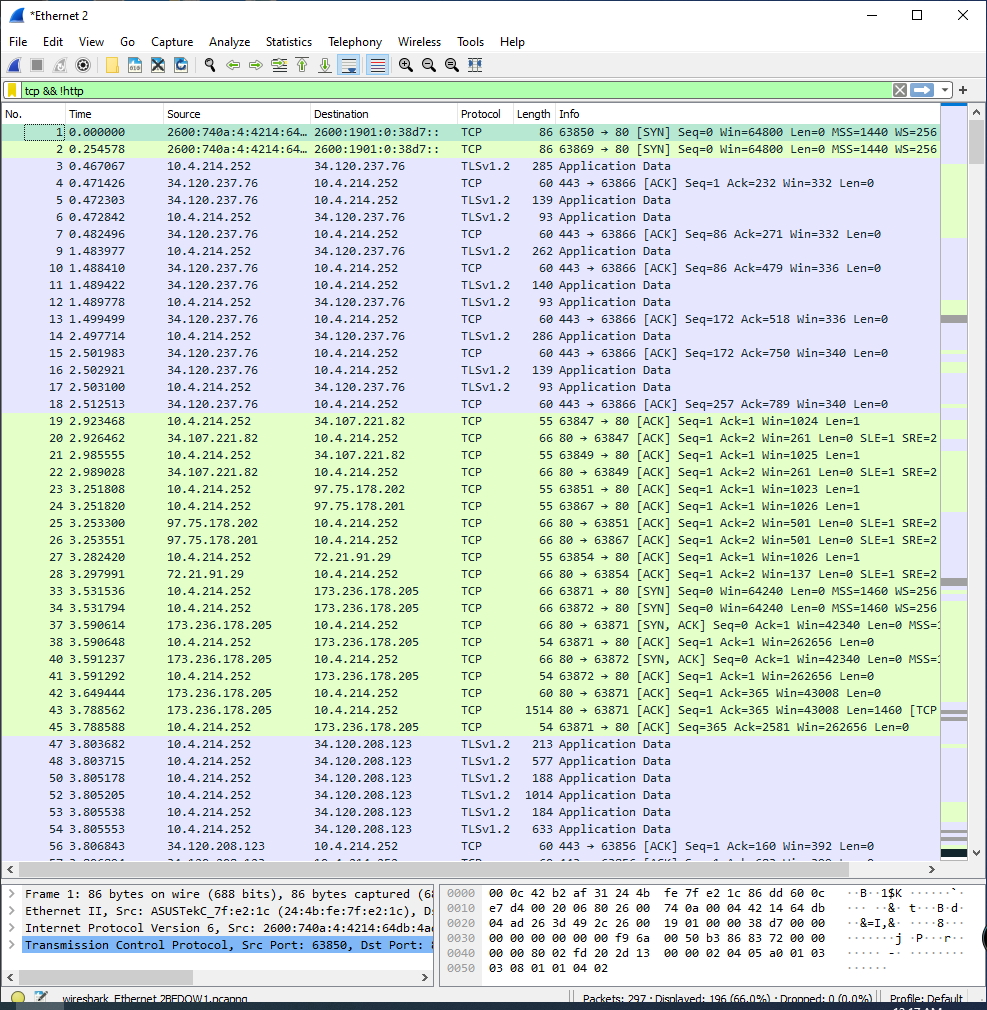 *Ethernet 2
File Edit View Go Capture Analyze Statistics Telephony Wireless Tools Help
tcp && !http
No. Time Source Destination Protocol Length Info
1 0.000000 2600:740a:4:4214:64… 2600:1901:0:38d7:: TCP 86 63850 → 80 [SYN] Seq=0 Win=64800 Len=0 MSS=1440 WS=256
2 0.254578 2600:740a:4:4214:64… 2600:1901:0:38d7:: TCP 86 63869 → 80 [SYN] Seq=0 Win=64800 Len=0 MSS=1440 WS=256
3 0.467067 10.4.214.252 34.120.237.76 TLSv1.2 285 Application Data
4 0.471426 34.120.237.76 10.4.214.252 TCP 60 443 → 63866 [ACK] Seq=1 Ack=232 Win=332 Len=0
5 0.472303 34.120.237.76 10.4.214.252 TLSv1.2 139 Application Data
6 0.472842 10.4.214.252 34.120.237.76 TLSv1.2 93 Application Data
7 0.482496 34.120.237.76 10.4.214.252 TCP 60 443 → 63866 [ACK] Seq=86 Ack=271 Win=332 Len=0
9 1.483977 10.4.214.252 34.120.237.76 TLSv1.2 262 Application Data
10 1.488410 34.120.237.76 10.4.214.252 TCP 60 443 → 63866 [ACK] Seq=86 Ack=479 Win=336 Len=0
11 1.489422 34.120.237.76 10.4.214.252 TLSv1.2 140 Application Data
12 1.489778 10.4.214.252 34.120.237.76 TLSv1.2 93 Application Data
13 1.499499 34.120.237.76 10.4.214.252 TCP 60 443 → 63866 [ACK] Seq=172 Ack=518 Win=336 Len=0
14 2.497714 10.4.214.252 34.120.237.76 TLSv1.2 286 Application Data
15 2.501983 34.120.237.76 10.4.214.252 TCP 60 443 → 63866 [ACK] Seq=172 Ack=750 Win=340 Len=0
16 2.502921 34.120.237.76 10.4.214.252 TLSv1.2 139 Application Data
17 2.503100 10.4.214.252 34.120.237.76 TLSv1.2 93 Application Data
18 2.512513 34.120.237.76 10.4.214.252 TCP 60 443 → 63866 [ACK] Seq=257 Ack=789 Win=340 Len=0
19 2.923468 10.4.214.252 34.107.221.82 TCP 55 63847 → 80 [ACK] Seq=1 Ack=1 Win=1024 Len=1
20 2.926462 34.107.221.82 10.4.214.252 TCP 66 80 → 63847 [ACK] Seq=1 Ack=2 Win=261 Len=0 SLE=1 SRE=2
21 2.985555 10.4.214.252 34.107.221.82 TCP 55 63849 → 80 [ACK] Seq=1 Ack=1 Win=1025 Len=1
22 2.989028 34.107.221.82 10.4.214.252 TCP 66 80 → 63849 [ACK] Seq=1 Ack=2 Win=261 Len=0 SLE=1 SRE=2
23 3.251808 10.4.214.252 97.75.178.202 TCP 55 63851 → 80 [ACK] Seq=1 Ack=1 Win=1023 Len=1
24 3.251820 10.4.214.252 97.75.178.201 TCP 55 63867 → 80 [ACK] Seq=1 Ack=1 Win=1026 Len=1
25 3.253300 97.75.178.202 10.4.214.252 TCP 66 80 → 63851 [ACK] Seq=1 Ack=2 Win=501 Len=0 SLE=1 SRE=2
26 3.253551 97.75.178.201 10.4.214.252 TCP 66 80 → 63867 [ACK] Seq=1 Ack=2 Win=501 Len=0 SLE=1 SRE=2
27 3.282420 10.4.214.252 72.21.91.29 TCP 55 63854 → 80 [ACK] Seq=1 Ack=1 Win=1026 Len=1
28 3.297991 72.21.91.29 10.4.214.252 TCP 66 80 → 63854 [ACK] Seq=1 Ack=2 Win=137 Len=0 SLE=1 SRE=2
33 3.531536 10.4.214.252 173.236.178.205 TCP 66 63871 → 80 [SYN] Seq=0 Win=64240 Len=0 MSS=1460 WS=256
34 3.531794 10.4.214.252 173.236.178.205 TCP 66 63872 → 80 [SYN] Seq=0 Win=64240 Len=0 MSS=1460 WS=256
37 3.590614 173.236.178.205 10.4.214.252 TCP 66 80 → 63871 [SYN, ACK] Seq=0 Ack=1 Win=42340 Len=0 MSS=1
38 3.590648 10.4.214.252 173.236.178.205 TCP 54 63871 → 80 [ACK] Seq=1 Ack=1 Win=262656 Len=0
40 3.591237 173.236.178.205 10.4.214.252 TCP 66 80 → 63872 [SYN, ACK] Seq=0 Ack=1 Win=42340 Len=0 MSS=1
41 3.591292 10.4.214.252 173.236.178.205 TCP 54 63872 → 80 [ACK] Seq=1 Ack=1 Win=262656 Len=0
42 3.649444 173.236.178.205 10.4.214.252 TCP 60 80 → 63871 [ACK] Seq=1 Ack=365 Win=43008 Len=0
43 3.788562 173.236.178.205 10.4.214.252 TCP 1514 80 → 63871 [ACK] Seq=1 Ack=365 Win=43008 Len=1460 [TCP
45 3.788588 10.4.214.252 173.236.178.205 TCP 54 63871 → 80 [ACK] Seq=365 Ack=2581 Win=262656 Len=0
47 3.803682 10.4.214.252 34.120.208.123 TLSv1.2 213 Application Data
48 3.803715 10.4.214.252 34.120.208.123 TLSv1.2 577 Application Data
50 3.805178 10.4.214.252 34.120.208.123 TLSv1.2 188 Application Data
52 3.805205 10.4.214.252 34.120.208.123 TLSv1.2 1014 Application Data
53 3.805538 10.4.214.252 34.120.208.123 TLSv1.2 184 Application Data
54 3.805553 10.4.214.252 34.120.208.123 TLSv1.2 633 Application Data
56 3.806843 34.120.208.123 10.4.214.252 TCP 60 443 → 63856 [ACK] Seq=1 Ack=160 Win=392 Len=0
Frame 1: 86 bytes on wire (688 bits), 86 bytes captured (68
Ethernet II, Src: ASUSTekC_7f:e2:1c (24:4b:fe:7f:e2:1c), D
Internet Protocol Version 6, Src: 2600:740a:4:4214:64db:4a
Transmission Control Protocol, Src Port: 63850, Dst Port: 8
0000 00 0c 42 b2 af 31 24 4b fe 7f e2 1c 86 dd 60 0c ··B··1$K ······`·
0010 e7 d4 00 20 06 80 26 00 74 0a 00 04 42 14 64 db ··· ··&· t···B·d·
0020 04 ad 26 3d 49 2c 26 00 19 01 00 00 38 d7 00 00 ··&=I,&· ····8···
0030 00 00 00 00 00 00 f9 6a 00 50 b3 86 83 72 00 00 ·······j ·P···r··
0040 00 00 80 02 fd 20 2d 13 00 00 02 04 05 a0 01 03 ····· -· ········
0050 03 08 01 01 04 02 ······
wireshark_Ethernet 2BFDQW1.pcapng Packets: 297 · Displayed: 196 (66.0%) · Dropped: 0 (0.0%) Profile: Default